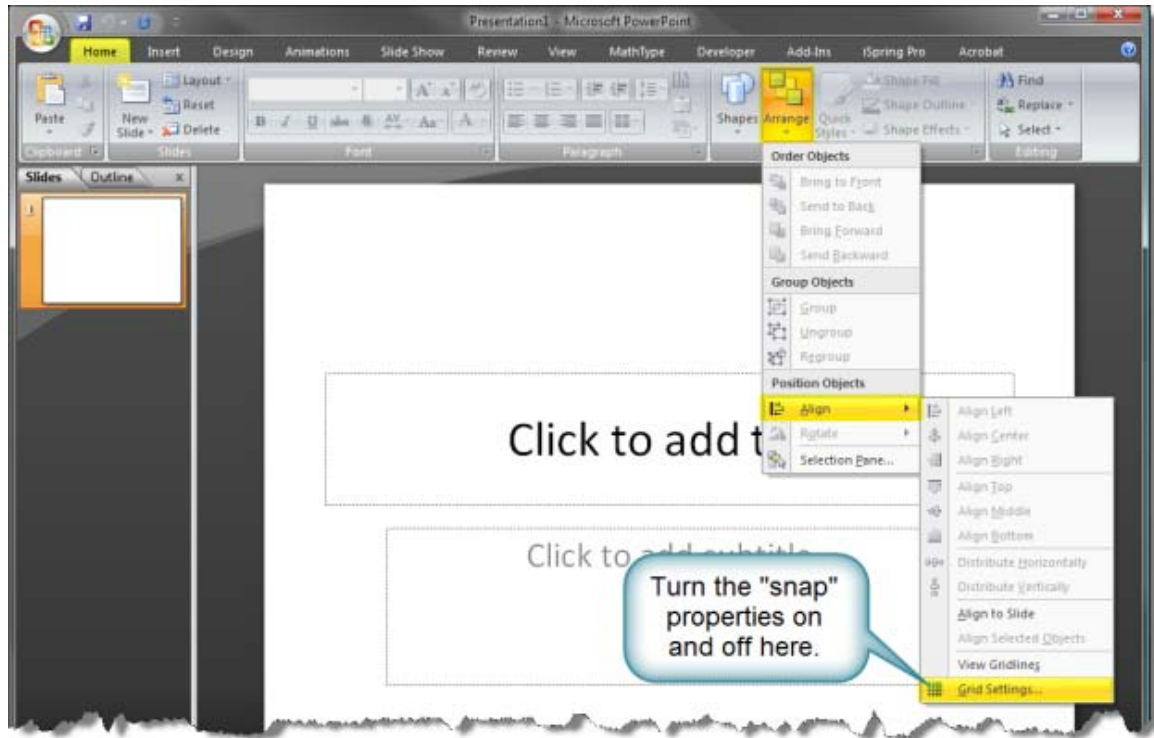 Presentation1 - Microsoft PowerPoint
Home Insert Design Animations Slide Show Review View MathType Developer Add-Ins iSpring Pro Acrobat
Paste
Clipboard
New
Slide
Layout
Reset
Delete
Slides
B I U abe S AV Aa A
Font
Paragraph
Shapes
Arrange
Quick
Styles
Shape Fill
Shape Outline
Shape Effects
Find
Replace
Select
Editing
Slides Outline x
1
Order Objects
Bring to Front
Send to Back
Bring Forward
Send Backward
Group Objects
Group
Ungroup
Regroup
Position Objects
Align
Rotate
Selection Pane...
Align Left
Align Center
Align Right
Align Top
Align Middle
Align Bottom
Distribute Horizontally
Distribute Vertically
Align to Slide
Align Selected Objects
View Gridlines
Grid Settings...
Click to add t
Click to add subtitle
Turn the "snap"
properties on
and off here.